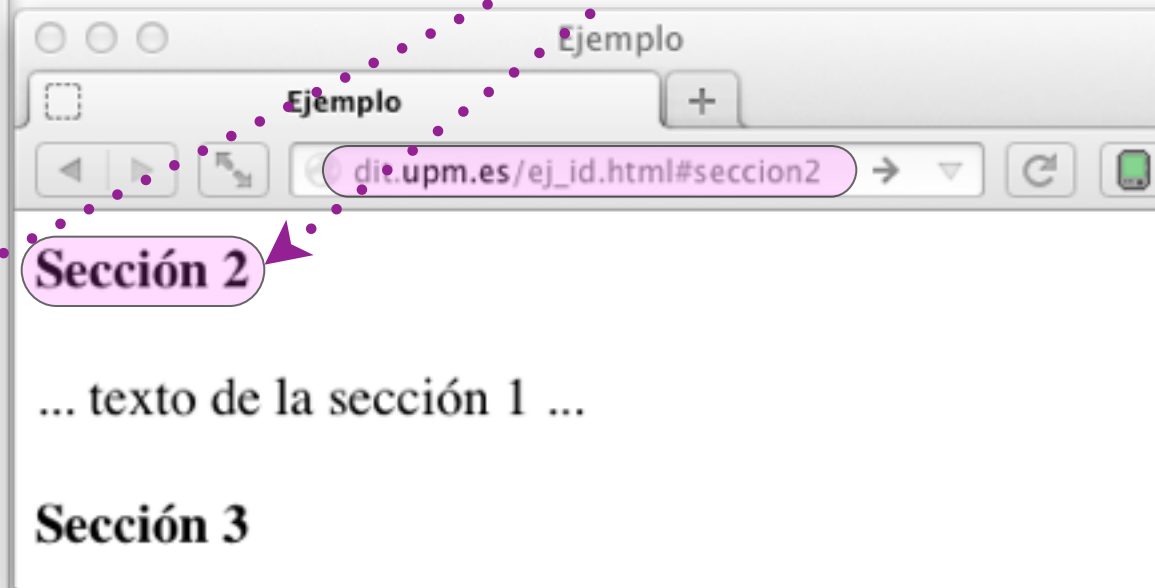 Ejemplo
Ejemplo
dit.upm.es/ej_id.html#seccion2
Sección 2
... texto de la sección 1 ...
Sección 3